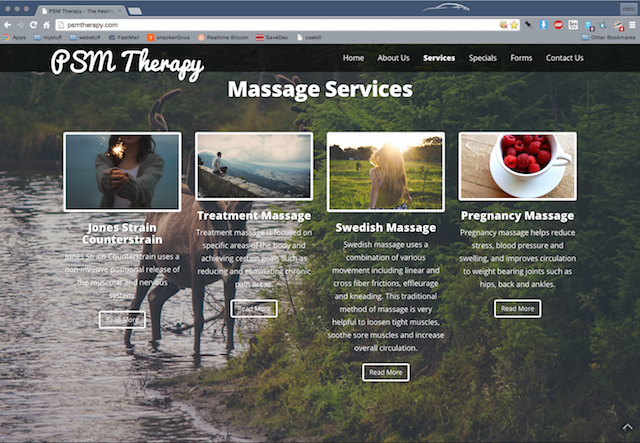 PSM Therapy - The healing
chris
psmtherapy.com
Apps mystuff webstuff FastMail snackerGnus Realtime Bitcoin SaveDeo caskill Other Bookmarks
PSM Therapy
Home About Us Services Specials Forms Contact Us
Massage Services
Jones Strain
Counterstrain
Jones Strain Counterstrain uses a
non-invasive positional release of
the muscular and nervous
system.
Read More
Treatment Massage
Treatment massage is focused on
specific areas of the body and
achieving certain goals such as
reducing and eliminating chronic
pain areas.
Read More
Swedish Massage
Swedish massage uses a
combination of various
movement including linear and
cross fiber frictions, effleurage
and kneading. This traditional
method of massage is very
helpful to loosen tight muscles,
soothe sore muscles and increase
overall circulation.
Read More
Pregnancy Massage
Pregnancy massage helps reduce
stress, blood pressure and
swelling, and improves circulation
to weight bearing joints such as
hips, back and ankles.
Read More